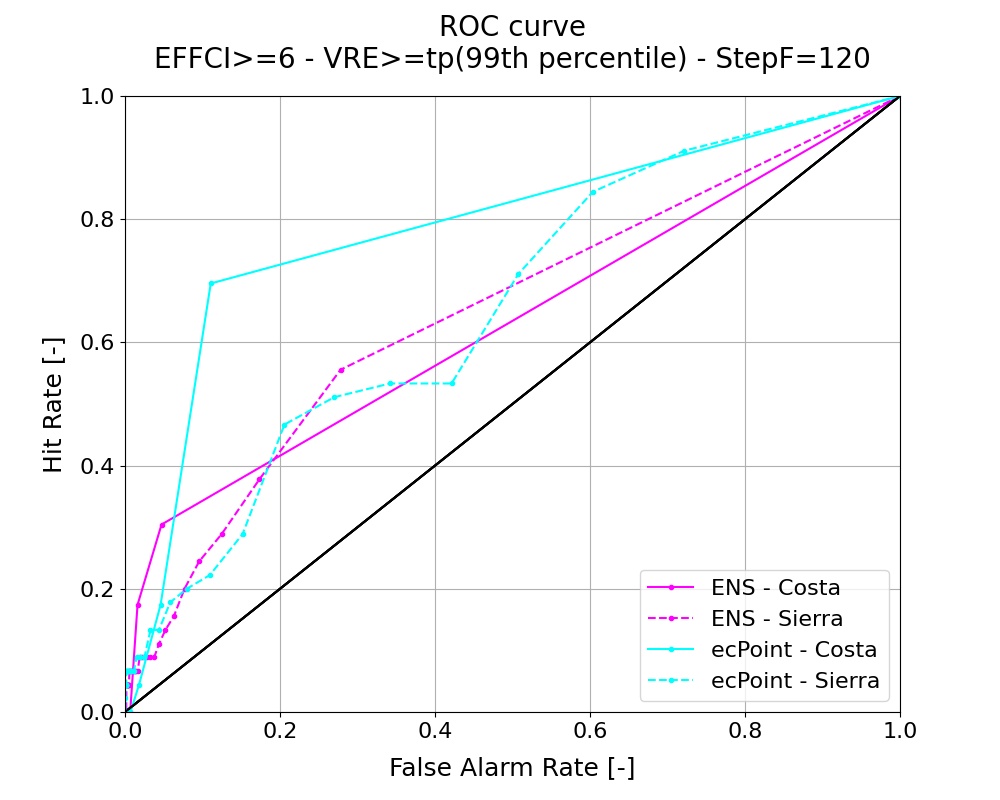 ROC curve
EFFCI>=6 - VRE>=tp(99th percentile) - StepF=120
1.0
0.8
0.6
0.4
0.2
0.0
Hit Rate [-]
0.0 0.2 0.4 0.6 0.8 1.0
False Alarm Rate [-]
ENS - Costa
ENS - Sierra
ecPoint - Costa
ecPoint - Sierra